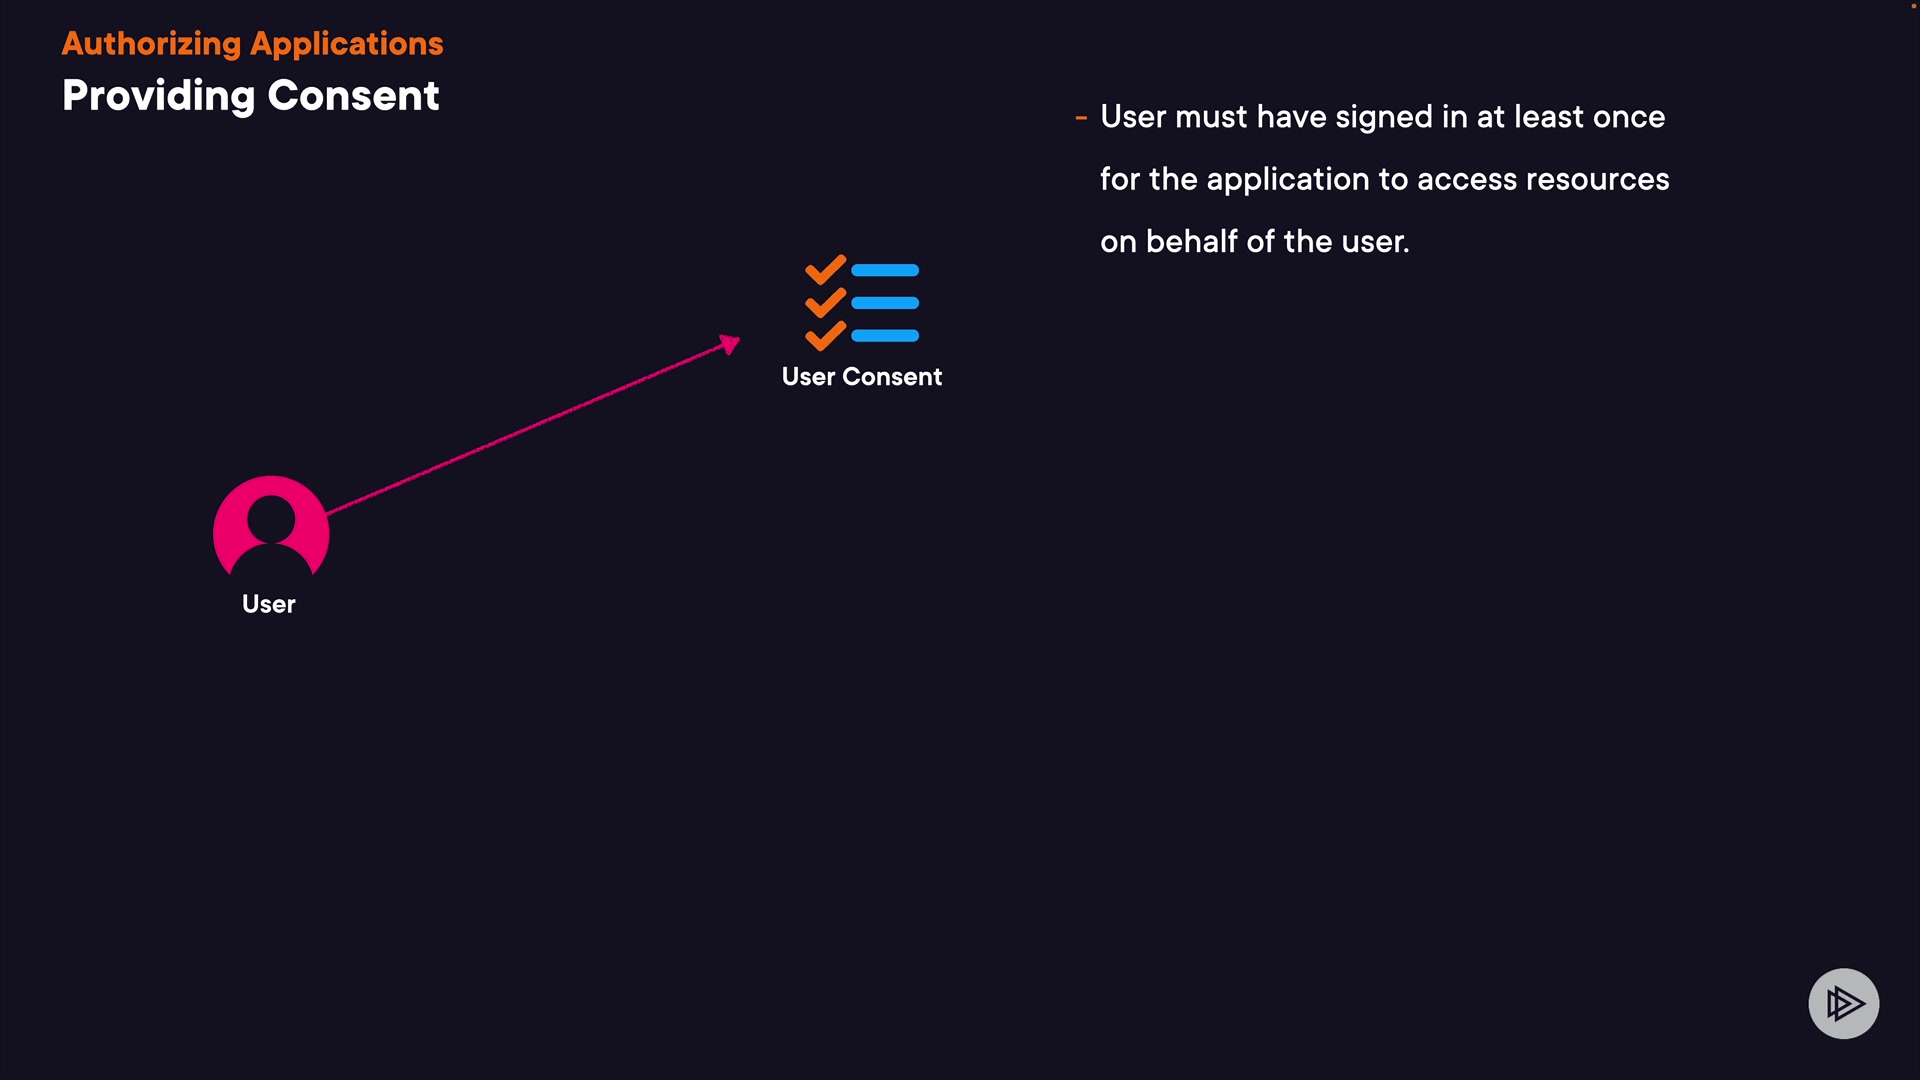 Authorizing Applications
Providing Consent
- User must have signed in at least once
for the application to access resources
on behalf of the user.
User Consent
User